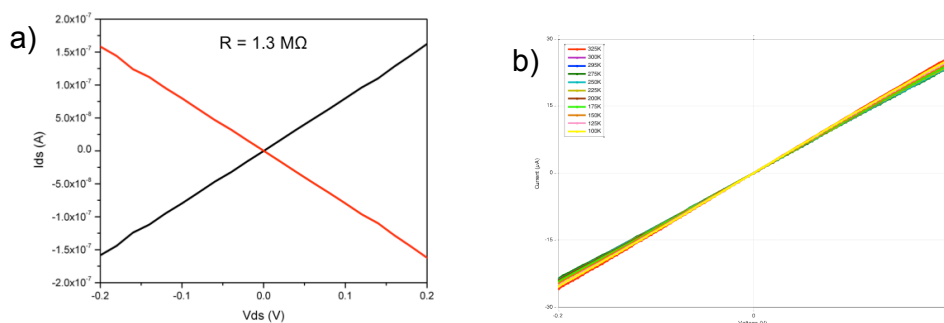 a)
R = 1.3 MΩ
Ids (A)
2.0x10⁻⁷
1.5x10⁻⁷
1.0x10⁻⁷
5.0x10⁻⁸
0.0
-5.0x10⁻⁸
-1.0x10⁻⁷
-1.5x10⁻⁷
-2.0x10⁻⁷
-0.2
-0.1
0.0
0.1
0.2
Vds (V)
b)
325K
300K
295K
275K
250K
225K
200K
175K
150K
125K
100K
Current (µA)
30
15
0
-15
-30
-0.2
0